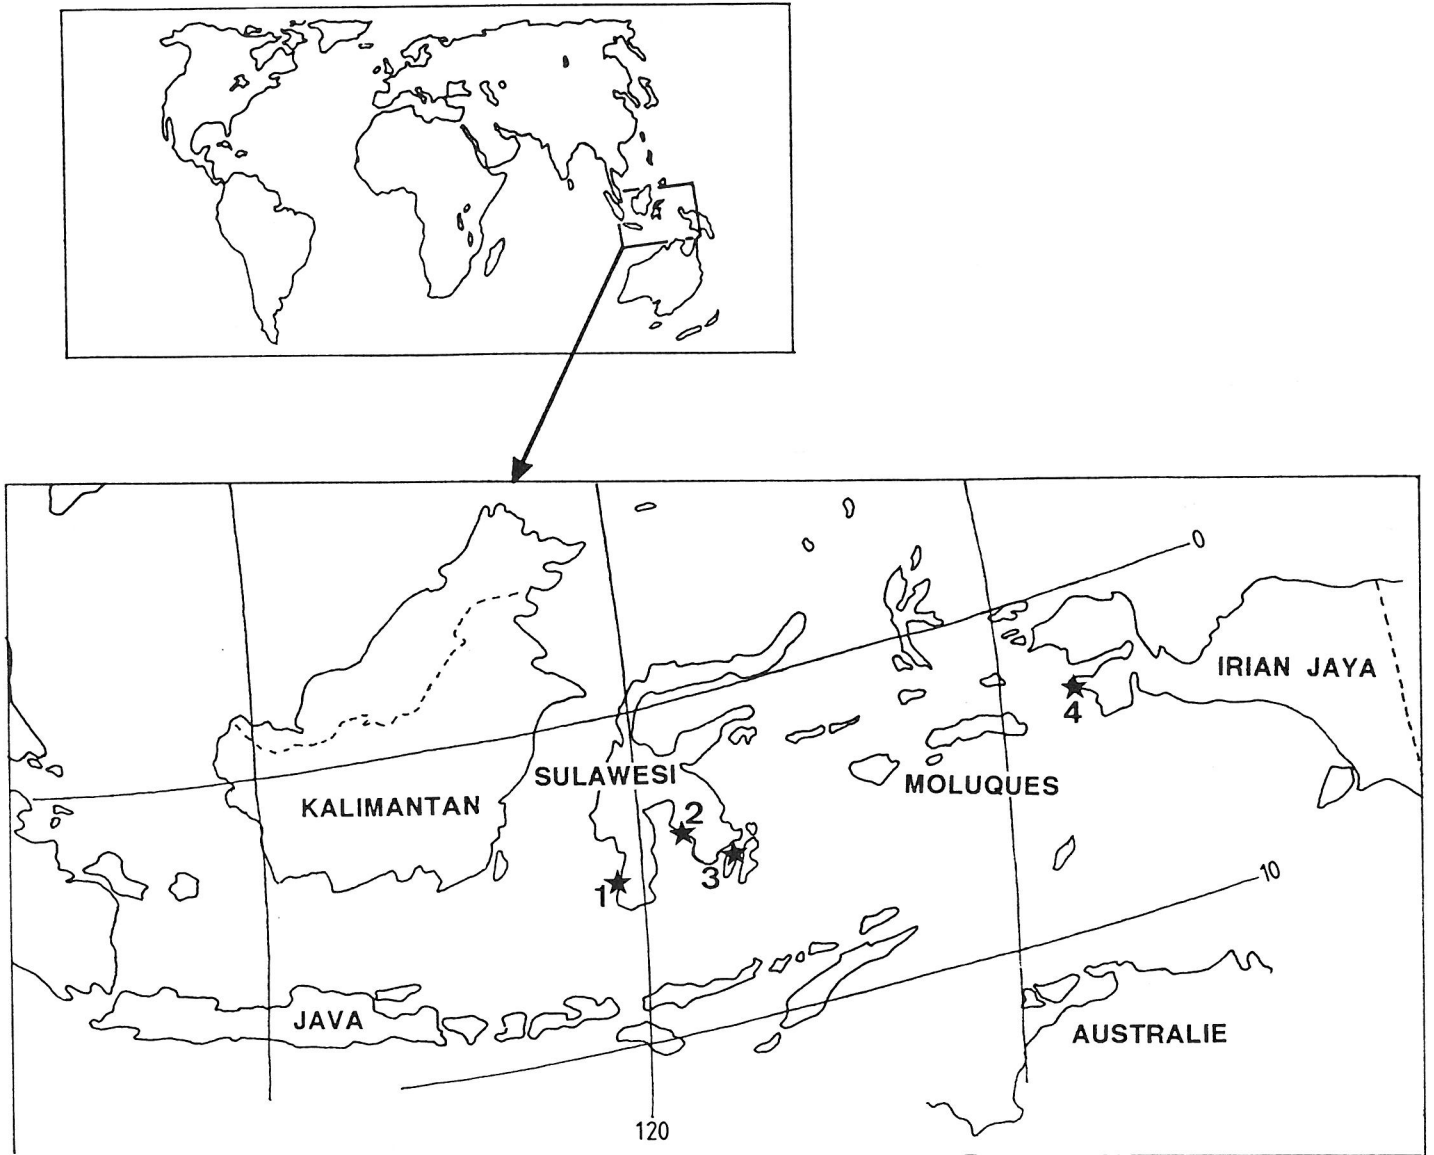 0
IRIAN JAYA
4
SULAWESI
MOLUQUES
KALIMANTAN
2
3
1
10
JAVA
AUSTRALIE
120